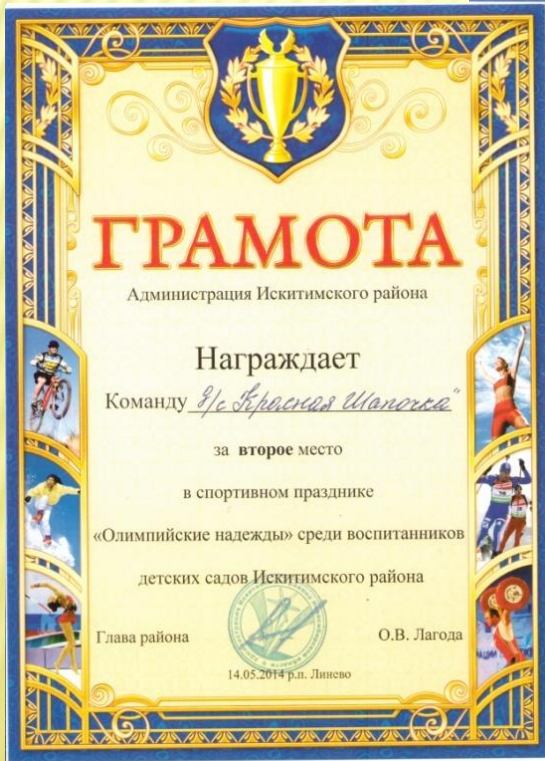 ГРАМОТА
Администрация Искитимского района
Награждает
Команду д/с Красная Шапочка"
за второе место
в спортивном празднике
«Олимпийские надежды» среди воспитанников
детских садов Искитимского района
Глава района О.В. Лагода
14.05.2014 р.п. Линево